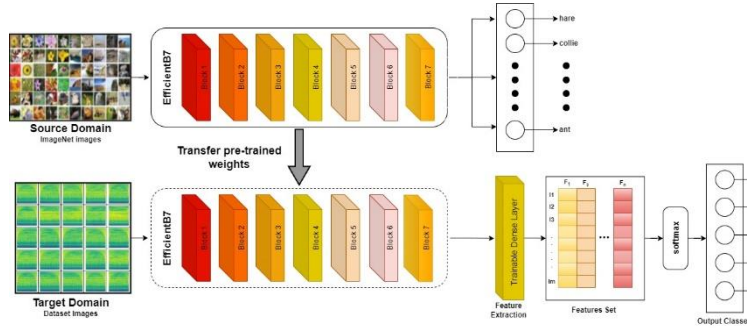 hare
collie
ant
EfficientB7
Block 1
Block 2
Block 3
Block 4
Block 5
Block 6
Block 7
Source Domain
ImageNet images
Transfer pre-trained
weights
EfficientB7
Block 1
Block 2
Block 3
Block 4
Block 5
Block 6
Block 7
Target Domain
Dataset Images
Trainable Dense Layer
Feature
Extraction
F1
I1
I2
I3
Im
Features Set
softmax
Output Classe